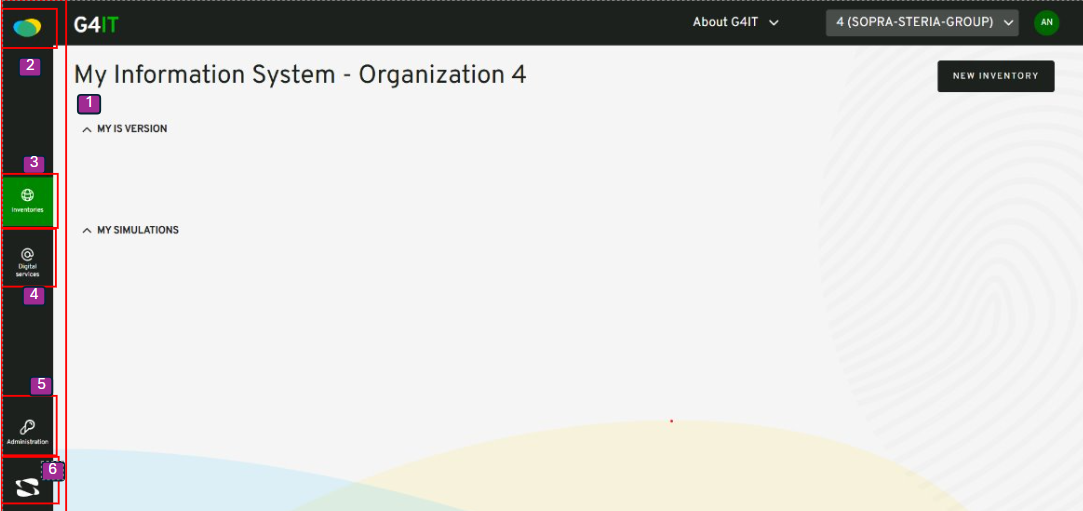 G4IT
About G4IT
4 (SOPRA-STERIA-GROUP)
AN
2
My Information System - Organization 4
NEW INVENTORY
1
MY IS VERSION
3
Inventories
MY SIMULATIONS
Digital
services
4
5
Administration
6